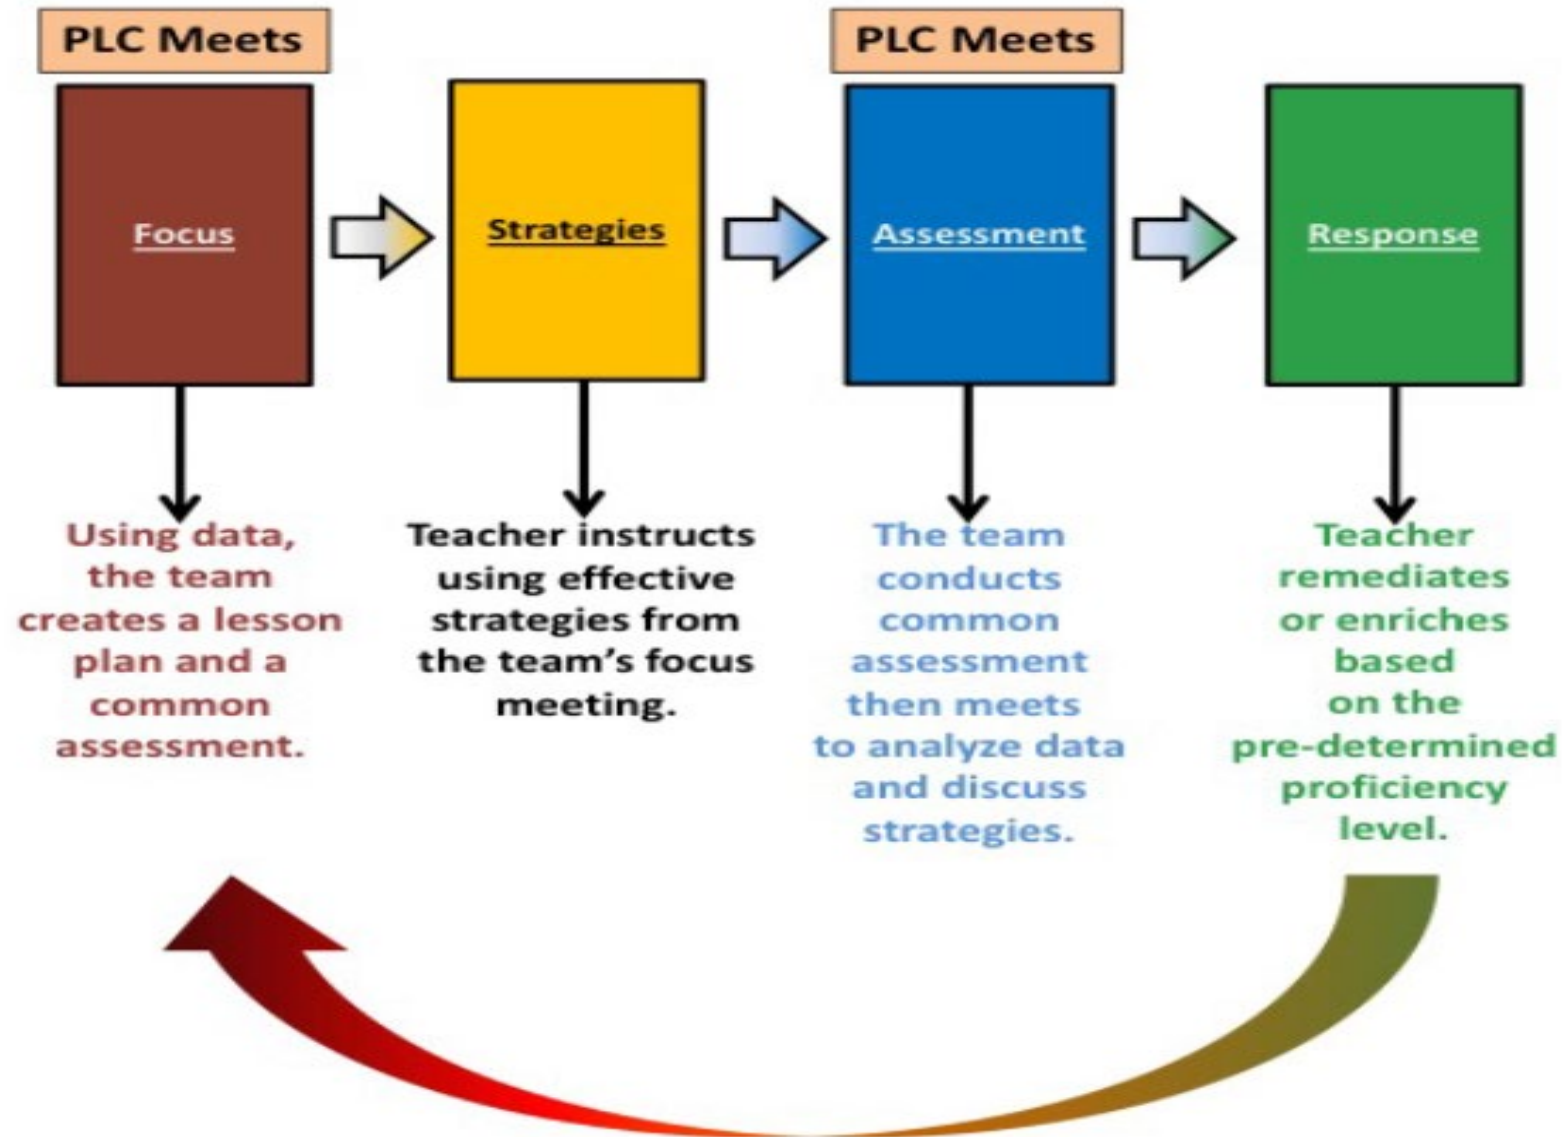 PLC Meets
PLC Meets
Focus
Strategies
Assessment
Response
Using data,
the team
creates a lesson
plan and a
common
assessment.
Teacher instructs
using effective
strategies from
the team’s focus
meeting.
The team
conducts
common
assessment
then meets
to analyze data
and discuss
strategies.
Teacher
remediates
or enriches
based
on the
pre-determined
proficiency
level.